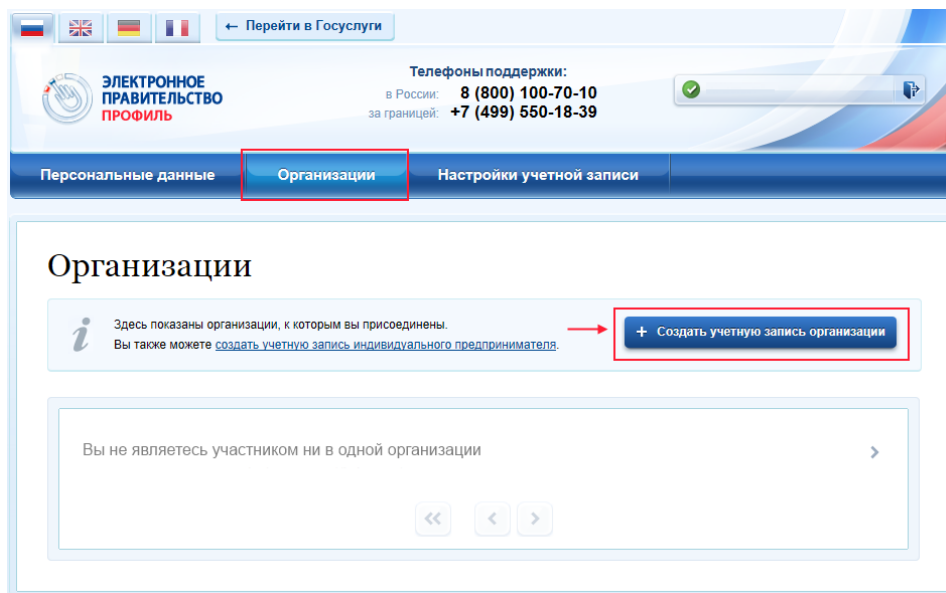 ← Перейти в Госуслуги
ЭЛЕКТРОННОЕ
ПРАВИТЕЛЬСТВО
ПРОФИЛЬ
Телефоны поддержки:
в России: 8 (800) 100-70-10
за границей: +7 (499) 550-18-39
Персональные данные Организации Настройки учетной записи
Организации
Здесь показаны организации, к которым вы присоединены.
Вы также можете создать учетную запись индивидуального предпринимателя.
+ Создать учетную запись организации
Вы не являетесь участником ни в одной организации